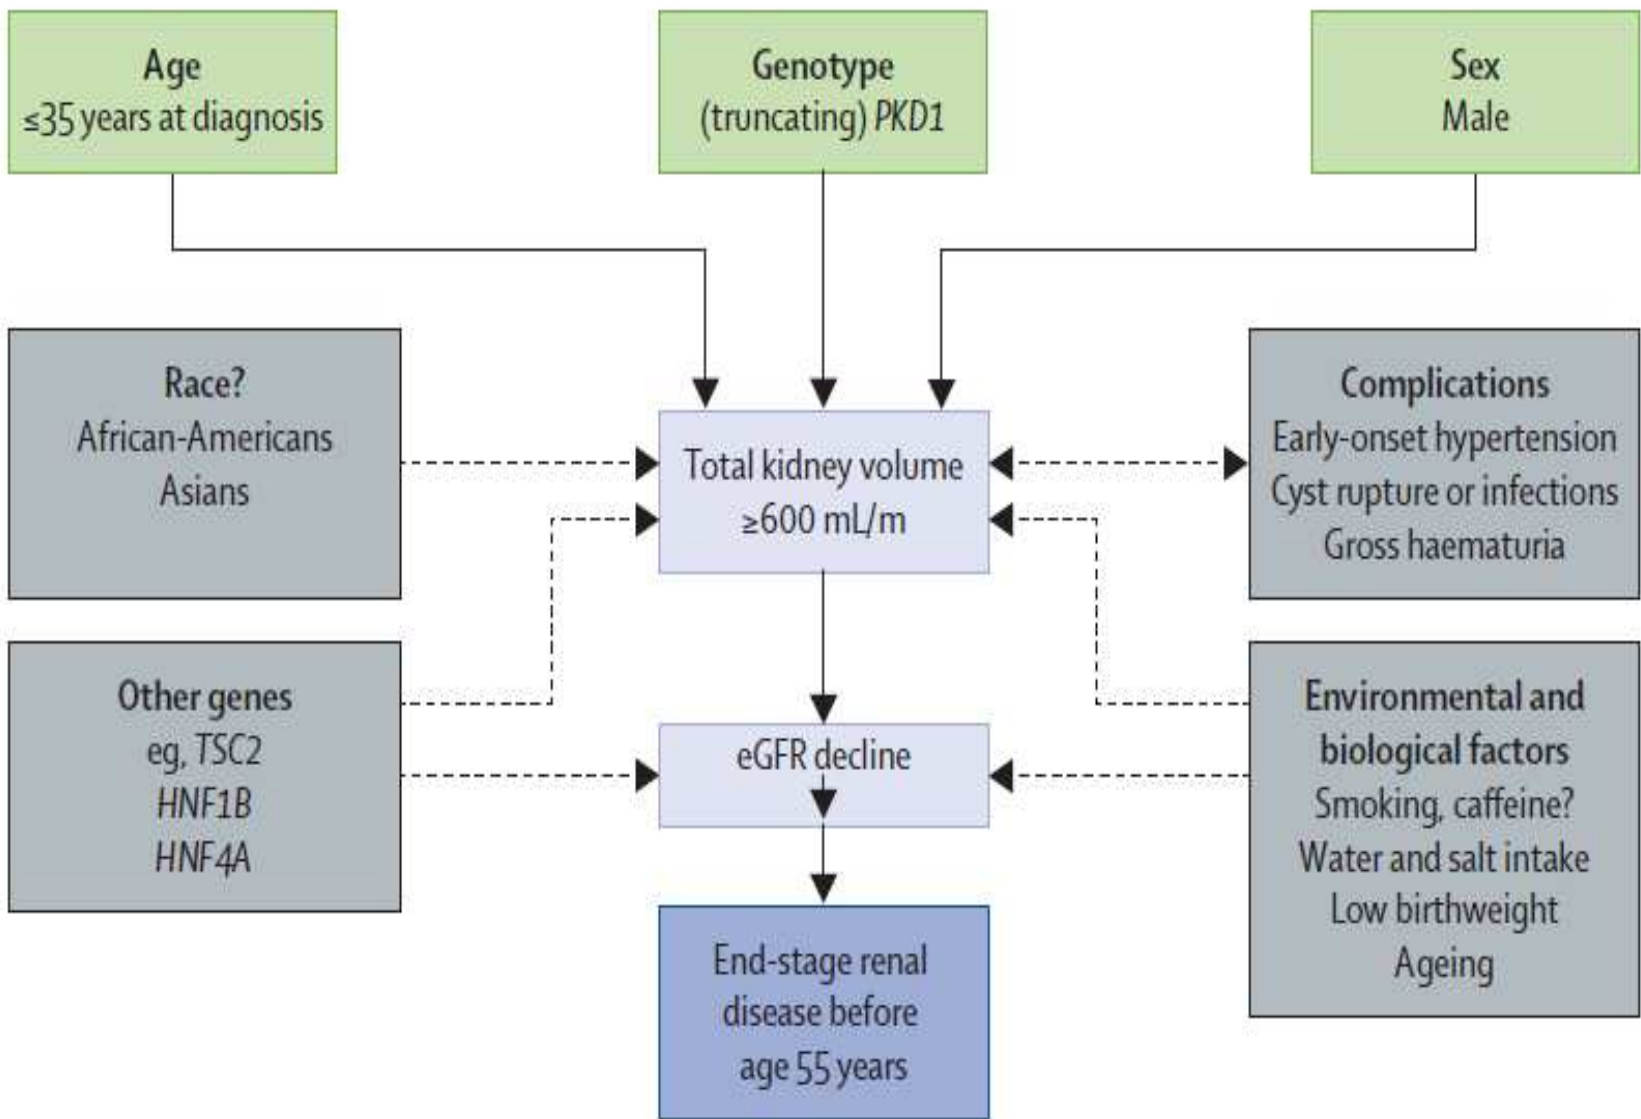 Age
≤35 years at diagnosis
Genotype
(truncating) PKD1
Sex
Male
Race?
African-Americans
Asians
Total kidney volume
≥600 mL/m
Complications
Early-onset hypertension
Cyst rupture or infections
Gross haematuria
Other genes
eg, TSC2
HNF1B
HNF4A
eGFR decline
Environmental and
biological factors
Smoking, caffeine?
Water and salt intake
Low birthweight
Ageing
End-stage renal
disease before
age 55 years